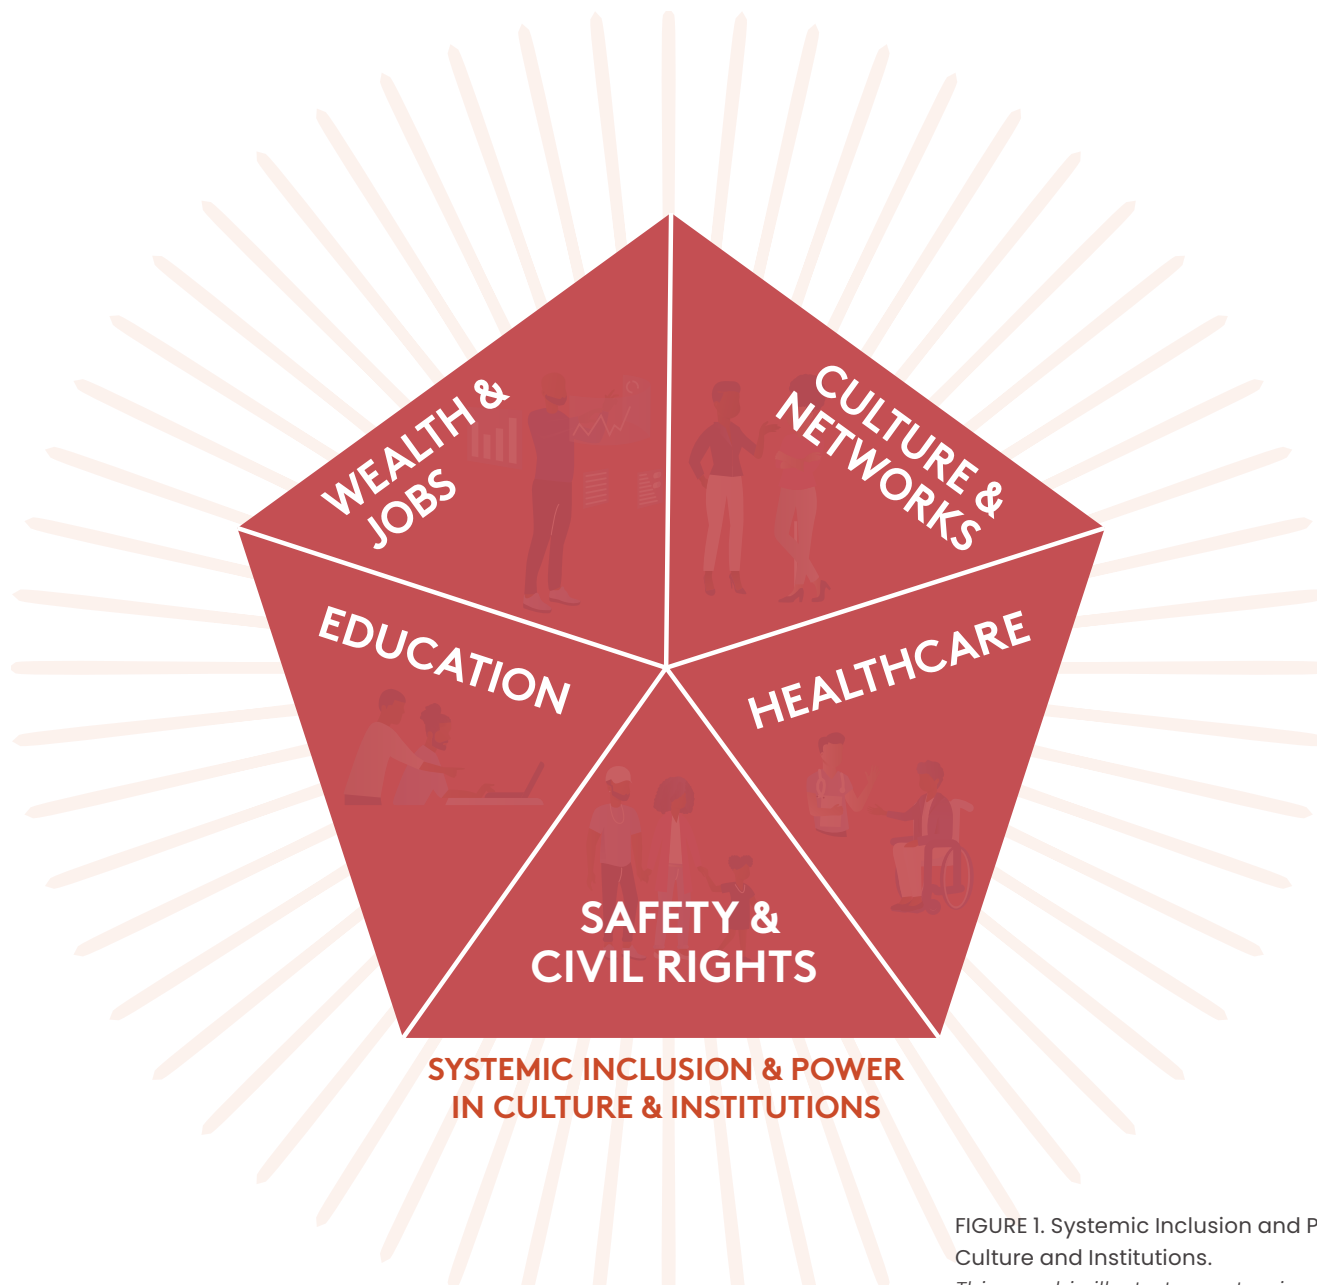 WEALTH &
JOBS
CULTURE &
NETWORKS
EDUCATION
HEALTHCARE
SAFETY &
CIVIL RIGHTS
SYSTEMIC INCLUSION & POWER
IN CULTURE & INSTITUTIONS
FIGURE 1. Systemic Inclusion and P
Culture and Institutions.